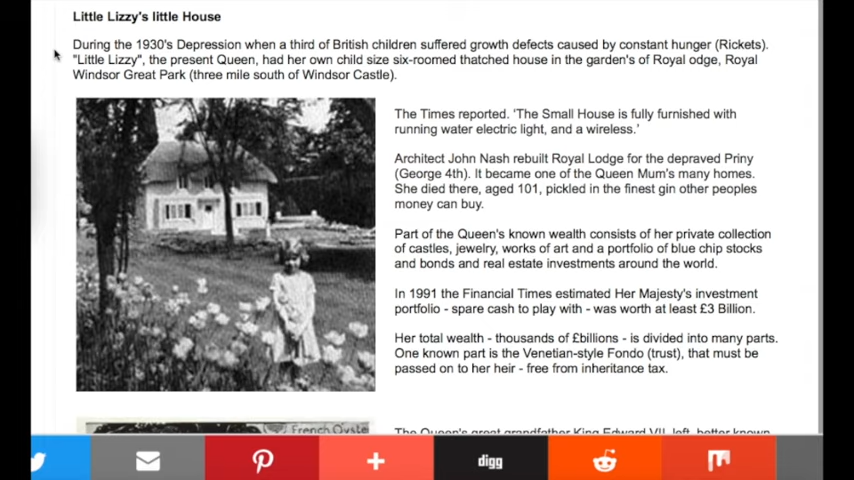 Little Lizzy's little House
During the 1930's Depression when a third of British children suffered growth defects caused by constant hunger (Rickets).
"Little Lizzy", the present Queen, had her own child size six-roomed thatched house in the garden's of Royal odge, Royal
Windsor Great Park (three mile south of Windsor Castle).
The Times reported. 'The Small House is fully furnished with
running water electric light, and a wireless.'
Architect John Nash rebuilt Royal Lodge for the depraved Priny
(George 4th). It became one of the Queen Mum's many homes.
She died there, aged 101, pickled in the finest gin other peoples
money can buy.
Part of the Queen's known wealth consists of her private collection
of castles, jewelry, works of art and a portfolio of blue chip stocks
and bonds and real estate investments around the world.
In 1991 the Financial Times estimated Her Majesty's investment
portfolio - spare cash to play with - was worth at least £3 Billion.
Her total wealth - thousands of £billions - is divided into many parts.
One known part is the Venetian-style Fondo (trust), that must be
passed on to her heir - free from inheritance tax.
French Oyste
The Queen's great grandfather King Edward VII, left, better known
digg